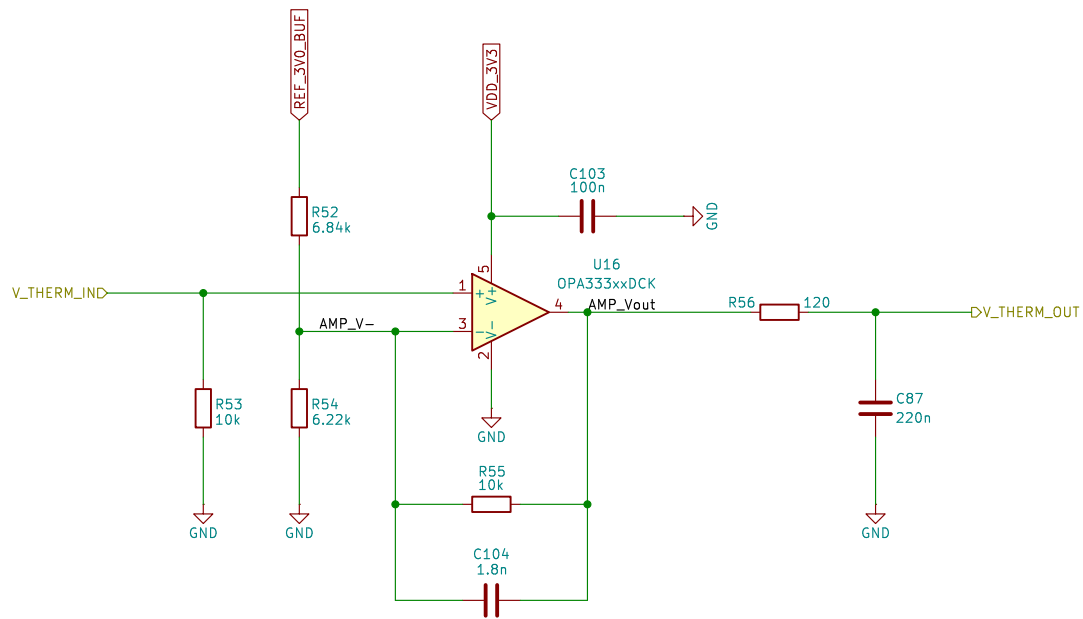 REF_3V0_BUF
VDD_3V3
C103
100n
GND
R52
6.84k
U16
OPA333xxDCK
V_THERM_IN
1
+
5
V+
4
AMP_Vout
R56
120
V_THERM_OUT
AMP_V-
3
-
V-
2
R53
10k
R54
6.22k
C87
220n
GND
R55
10k
GND
GND
GND
C104
1.8n